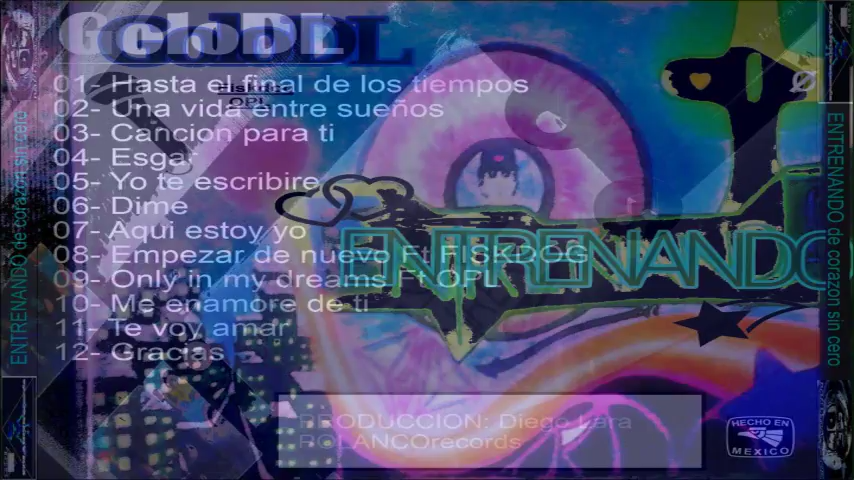 GcloDL
01- Hasta el final de los tiempos
02- Una vida entre sueños
03- Cancion para ti
04- Esgar
05- Yo te escribire
06- Dime
07- Aqui estoy yo
08- Empezar de nuevo Ft FISKDOG
09- Only in my dreams Ft OPL
10- Me enamore de ti
11- Te voy amar
12- Gracias
ENTRENANDO
ENTRENANDO de corazon sin cero
ENTRENANDO de corazon sin cero
PRODUCCION: Diego Lara
ROLANCOrecords
HECHO EN
MEXICO